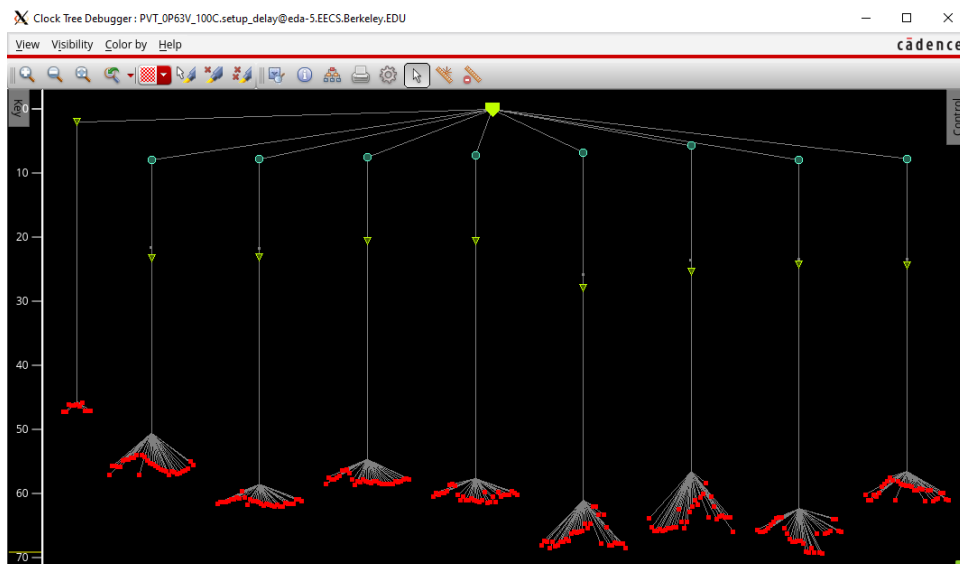 Clock Tree Debugger : PVT_0P63V_100C.setup_delay@eda-5.EECS.Berkeley.EDU
View Visibility Color by Help
cādence
Key
Control
0
10
20
30
40
50
60
70